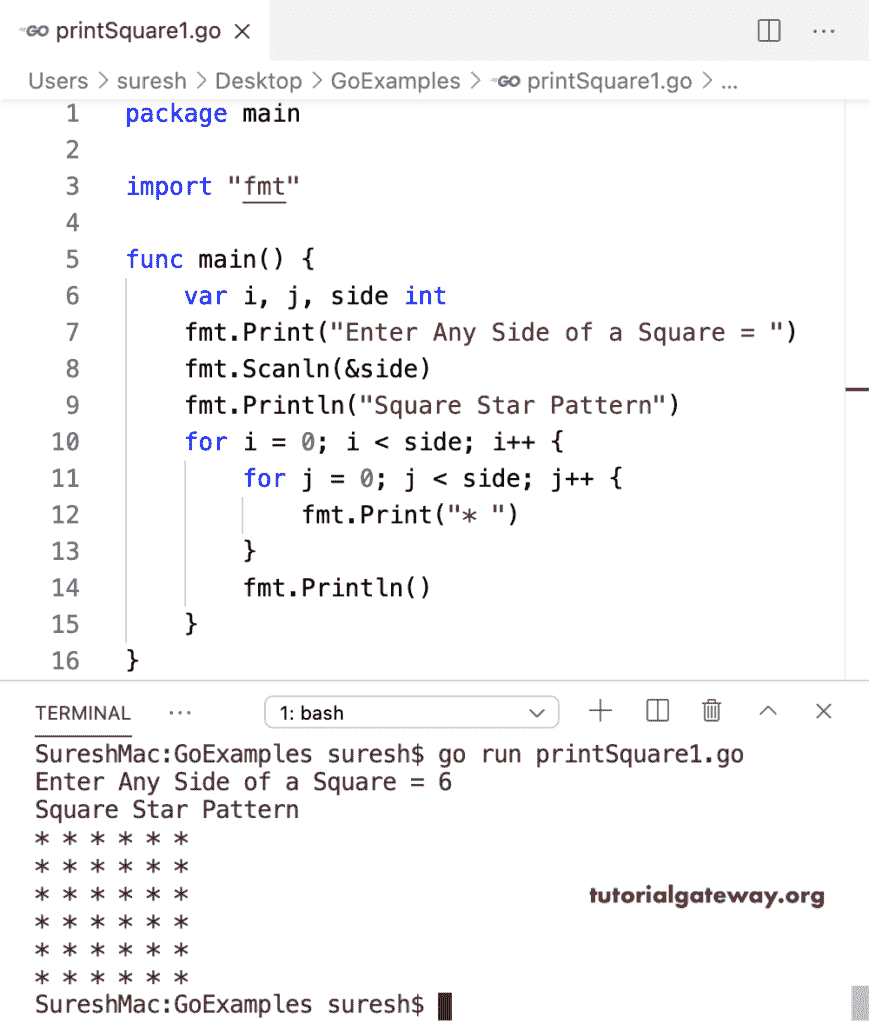 GO printSquare1.go
Users > suresh > Desktop > GoExamples > GO printSquare1.go > ...
1 package main
2
3 import "fmt"
4
5 func main() {
6     var i, j, side int
7     fmt.Print("Enter Any Side of a Square = ")
8     fmt.Scanln(&side)
9     fmt.Println("Square Star Pattern")
10     for i = 0; i < side; i++ {
11         for j = 0; j < side; j++ {
12             fmt.Print("* ")
13         }
14         fmt.Println()
15     }
16 }
TERMINAL ... 1: bash
SureshMac:GoExamples suresh$ go run printSquare1.go
Enter Any Side of a Square = 6
Square Star Pattern
* * * * * *
* * * * * *
* * * * * *
* * * * * *
* * * * * *
* * * * * *
SureshMac:GoExamples suresh$
tutorialgateway.org